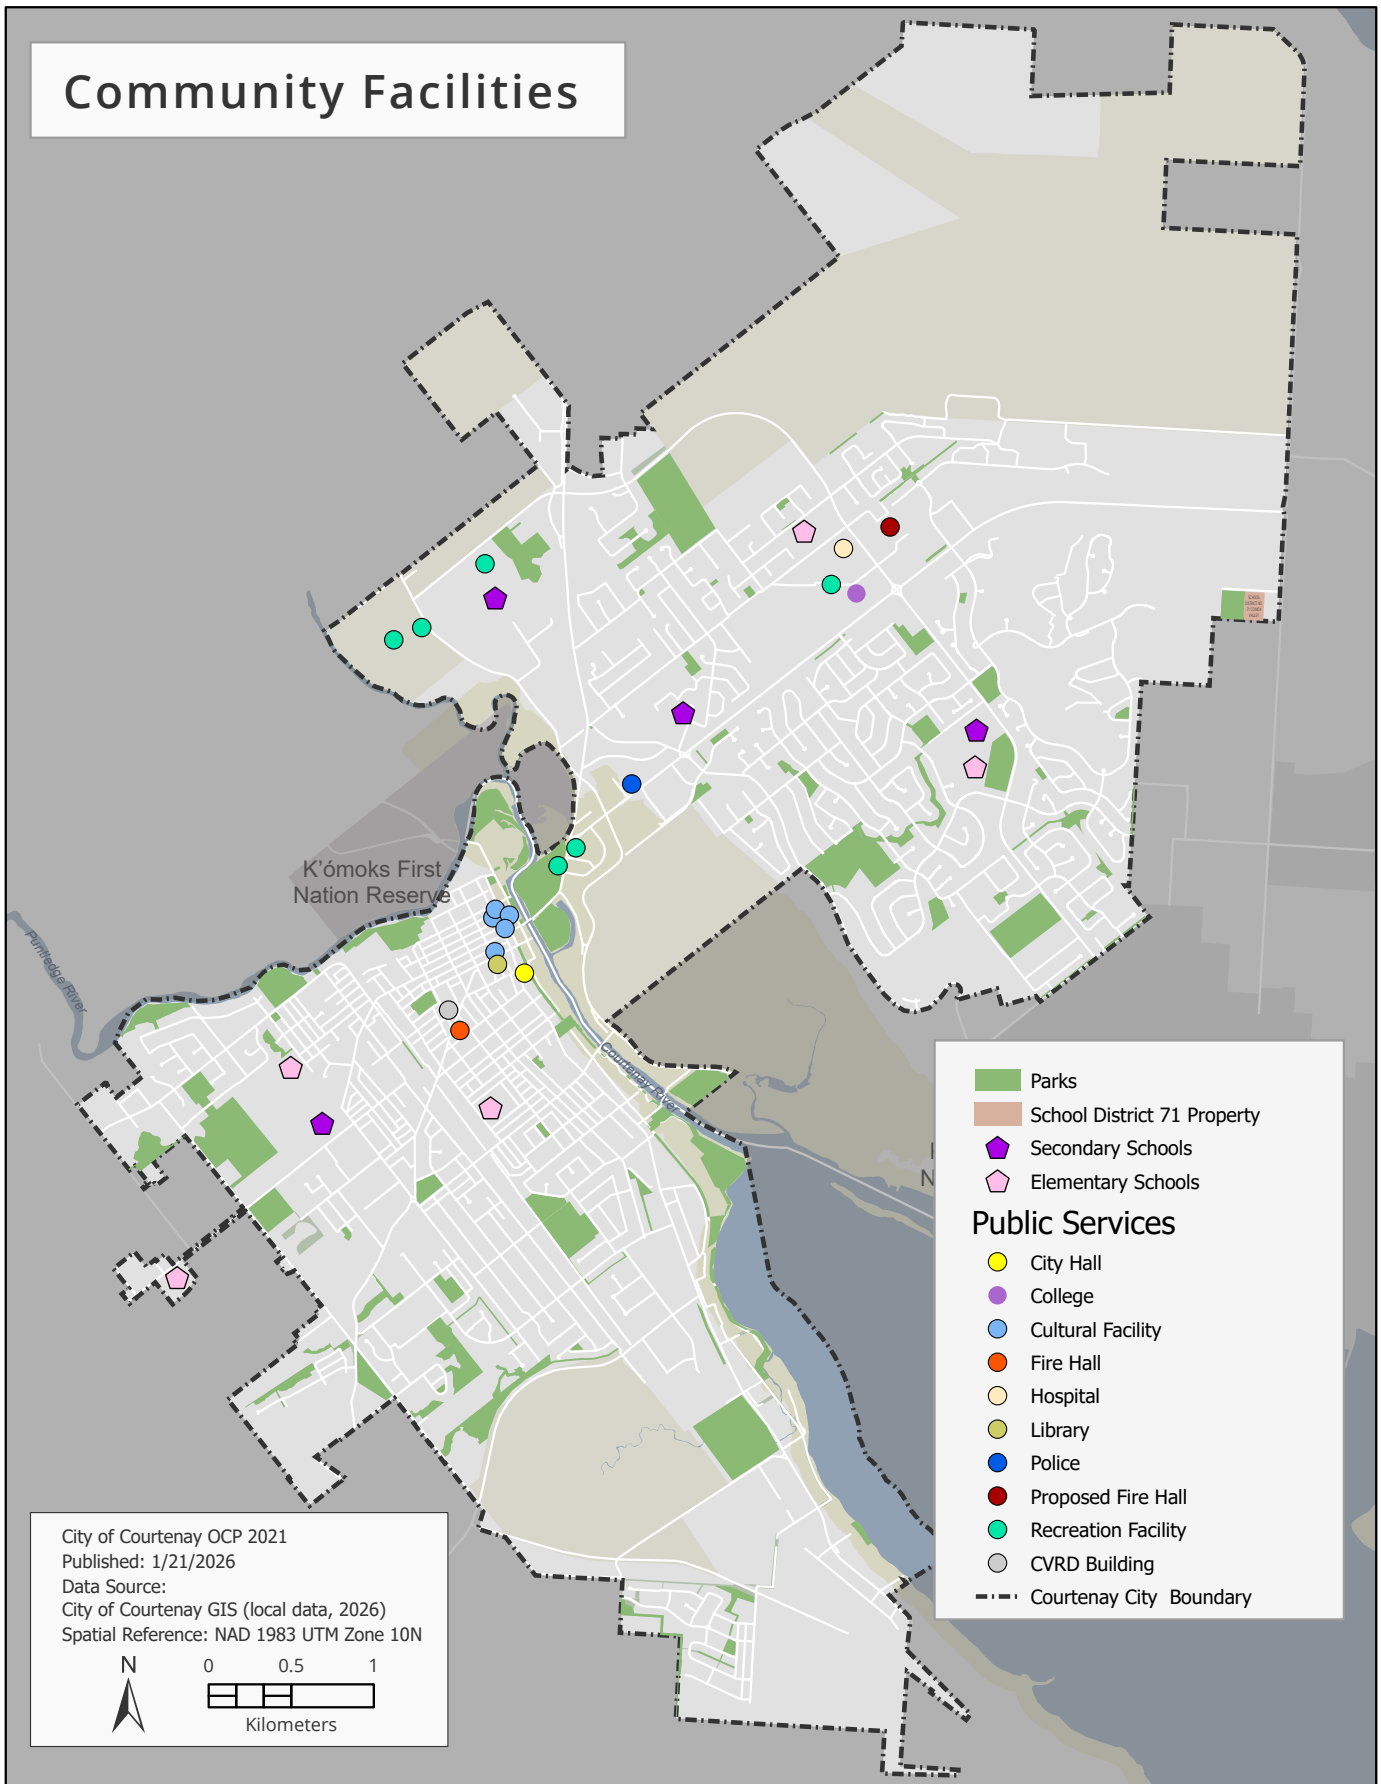 Community Facilities
K'ómoks First
Nation Reserve
Puntledge River
Courtenay River
N
Parks
School District 71 Property
Secondary Schools
Elementary Schools
Public Services
City Hall
College
Cultural Facility
Fire Hall
Hospital
Library
Police
Proposed Fire Hall
Recreation Facility
CVRD Building
Courtenay City Boundary
City of Courtenay OCP 2021
Published: 1/21/2026
Data Source:
City of Courtenay GIS (local data, 2026)
Spatial Reference: NAD 1983 UTM Zone 10N
N
0 0.5 1
Kilometers